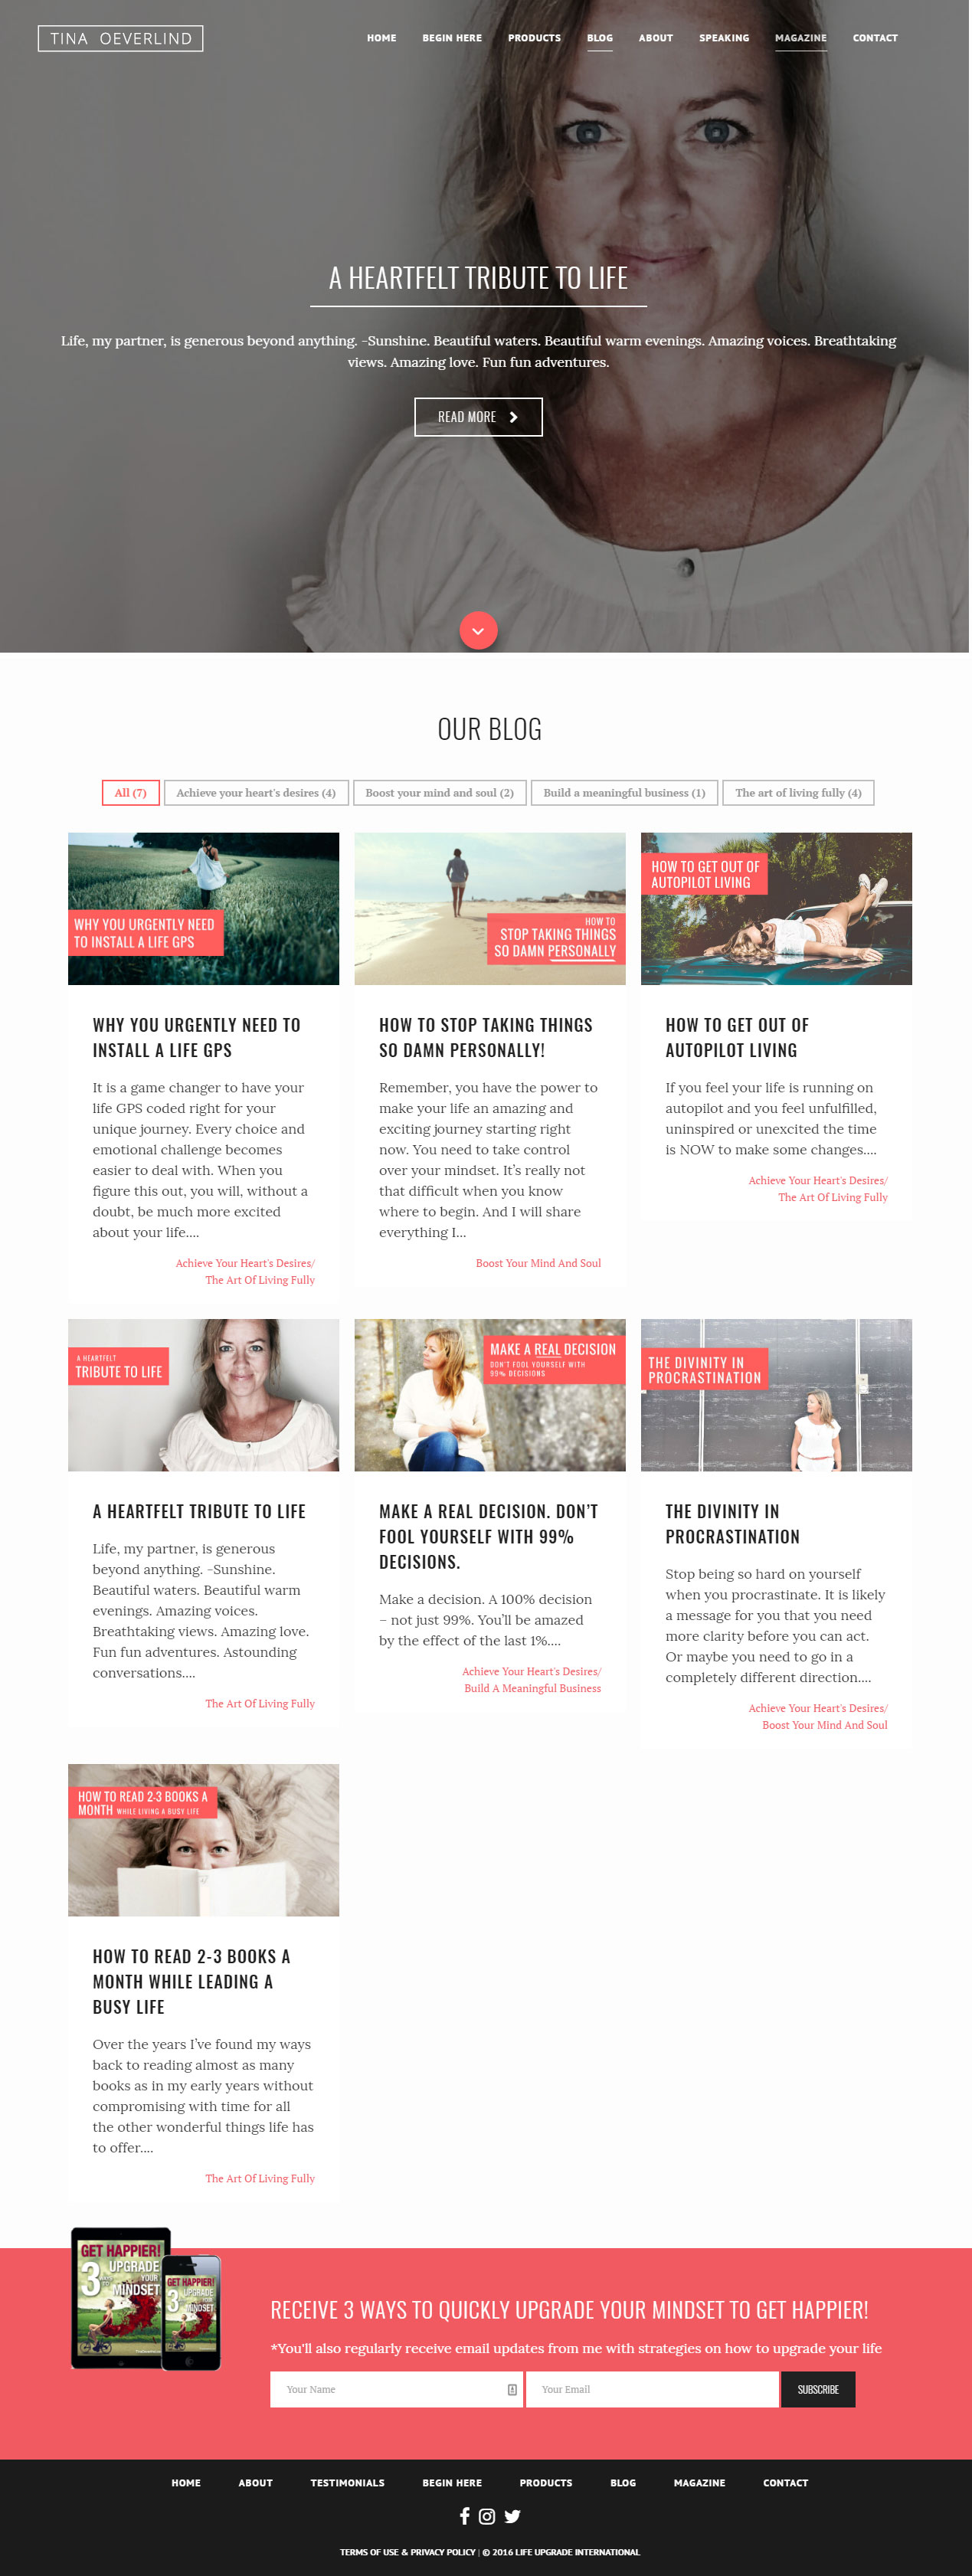 TINA OEVERLIND
HOME BEGIN HERE PRODUCTS BLOG ABOUT SPEAKING MAGAZINE CONTACT
A HEARTFELT TRIBUTE TO LIFE
Life, my partner, is generous beyond anything. -Sunshine. Beautiful waters. Beautiful warm evenings. Amazing voices. Breathtaking
views. Amazing love. Fun fun adventures.
READ MORE
OUR BLOG
All (7) Achieve your heart's desires (4) Boost your mind and soul (2) Build a meaningful business (1) The art of living fully (4)
WHY YOU URGENTLY NEED
TO INSTALL A LIFE GPS
WHY YOU URGENTLY NEED TO
INSTALL A LIFE GPS
It is a game changer to have your
life GPS coded right for your
unique journey. Every choice and
emotional challenge becomes
easier to deal with. When you
figure this out, you will, without a
doubt, be much more excited
about your life....
Achieve Your Heart's Desires/
The Art Of Living Fully
HOW TO
STOP TAKING THINGS
SO DAMN PERSONALLY
HOW TO STOP TAKING THINGS
SO DAMN PERSONALLY!
Remember, you have the power to
make your life an amazing and
exciting journey starting right
now. You need to take control
over your mindset. It’s really not
that difficult when you know
where to begin. And I will share
everything I...
Boost Your Mind And Soul
HOW TO GET OUT OF
AUTOPILOT LIVING
HOW TO GET OUT OF
AUTOPILOT LIVING
If you feel your life is running on
autopilot and you feel unfulfilled,
uninspired or unexcited the time
is NOW to make some changes....
Achieve Your Heart's Desires/
The Art Of Living Fully
A HEARTFELT
TRIBUTE TO LIFE
A HEARTFELT TRIBUTE TO LIFE
Life, my partner, is generous
beyond anything. -Sunshine.
Beautiful waters. Beautiful warm
evenings. Amazing voices.
Breathtaking views. Amazing love.
Fun fun adventures. Astounding
conversations....
The Art Of Living Fully
MAKE A REAL DECISION
DON'T FOOL YOURSELF WITH
99% DECISIONS
MAKE A REAL DECISION. DON’T
FOOL YOURSELF WITH 99%
DECISIONS.
Make a decision. A 100% decision
– not just 99%. You’ll be amazed
by the effect of the last 1%....
Achieve Your Heart's Desires/
Build A Meaningful Business
THE DIVINITY IN
PROCRASTINATION
THE DIVINITY IN
PROCRASTINATION
Stop being so hard on yourself
when you procrastinate. It is likely
a message for you that you need
more clarity before you can act.
Or maybe you need to go in a
completely different direction....
Achieve Your Heart's Desires/
Boost Your Mind And Soul
HOW TO READ 2-3 BOOKS A
MONTH WHILE LIVING A BUSY LIFE
HOW TO READ 2-3 BOOKS A
MONTH WHILE LEADING A
BUSY LIFE
Over the years I’ve found my ways
back to reading almost as many
books as in my early years without
compromising with time for all
the other wonderful things life has
to offer....
The Art Of Living Fully
GET HAPPIER!
3 UPGRADE
YOUR
MINDSET
GET HAPPIER!
3 UPGRADE
YOUR
MINDSET
RECEIVE 3 WAYS TO QUICKLY UPGRADE YOUR MINDSET TO GET HAPPIER!
*You'll also regularly receive email updates from me with strategies on how to upgrade your life
Your Name Your Email SUBSCRIBE
HOME ABOUT TESTIMONIALS BEGIN HERE PRODUCTS BLOG MAGAZINE CONTACT
TERMS OF USE & PRIVACY POLICY | © 2016 LIFE UPGRADE INTERNATIONAL